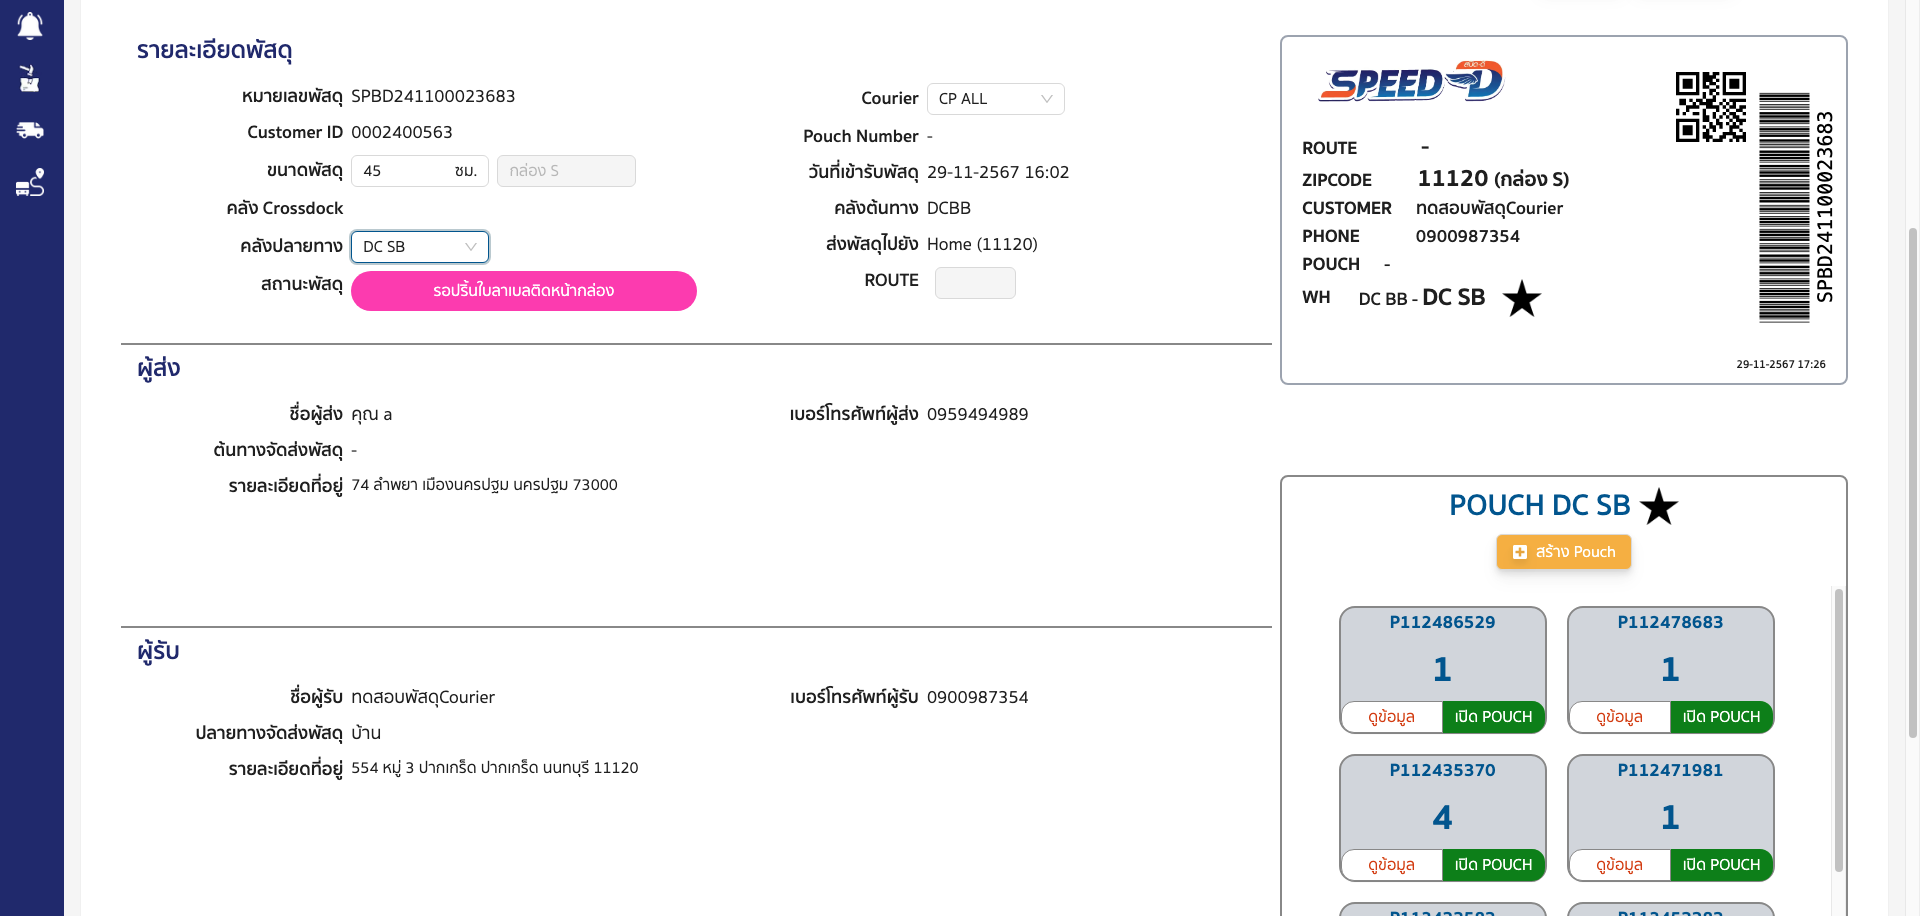 รายละเอียดพัสดุ
หมายเลขพัสดุ SPBD241100023683
Customer ID 0002400563
ขนาดพัสดุ 45 ซม. กล่อง S
คลัง Crossdock
คลังปลายทาง DC SB
สถานะพัสดุ รอปริ้นใบลาเบลติดหน้ากล่อง
Courier CP ALL
Pouch Number -
วันที่เข้ารับพัสดุ 29-11-2567 16:02
คลังต้นทาง DCBB
ส่งพัสดุไปยัง Home (11120)
ROUTE
ผู้ส่ง
ชื่อผู้ส่ง คุณ a
เบอร์โทรศัพท์ผู้ส่ง 0959494989
ต้นทางจัดส่งพัสดุ -
รายละเอียดที่อยู่ 74 ลำพยา เมืองนครปฐม นครปฐม 73000
ผู้รับ
ชื่อผู้รับ ทดสอบพัสดุCourier
เบอร์โทรศัพท์ผู้รับ 0900987354
ปลายทางจัดส่งพัสดุ บ้าน
รายละเอียดที่อยู่ 554 หมู่ 3 ปากเกร็ด ปากเกร็ด นนทบุรี 11120
SPEED-D
ROUTE -
ZIPCODE 11120 (กล่อง S)
CUSTOMER ทดสอบพัสดุCourier
PHONE 0900987354
POUCH -
WH DC BB - DC SB
SPBD241100023683
29-11-2567 17:26
POUCH DC SB
สร้าง Pouch
P112486529
1
ดูข้อมูล เปิด POUCH
P112478683
1
ดูข้อมูล เปิด POUCH
P112435370
4
ดูข้อมูล เปิด POUCH
P112471981
1
ดูข้อมูล เปิด POUCH